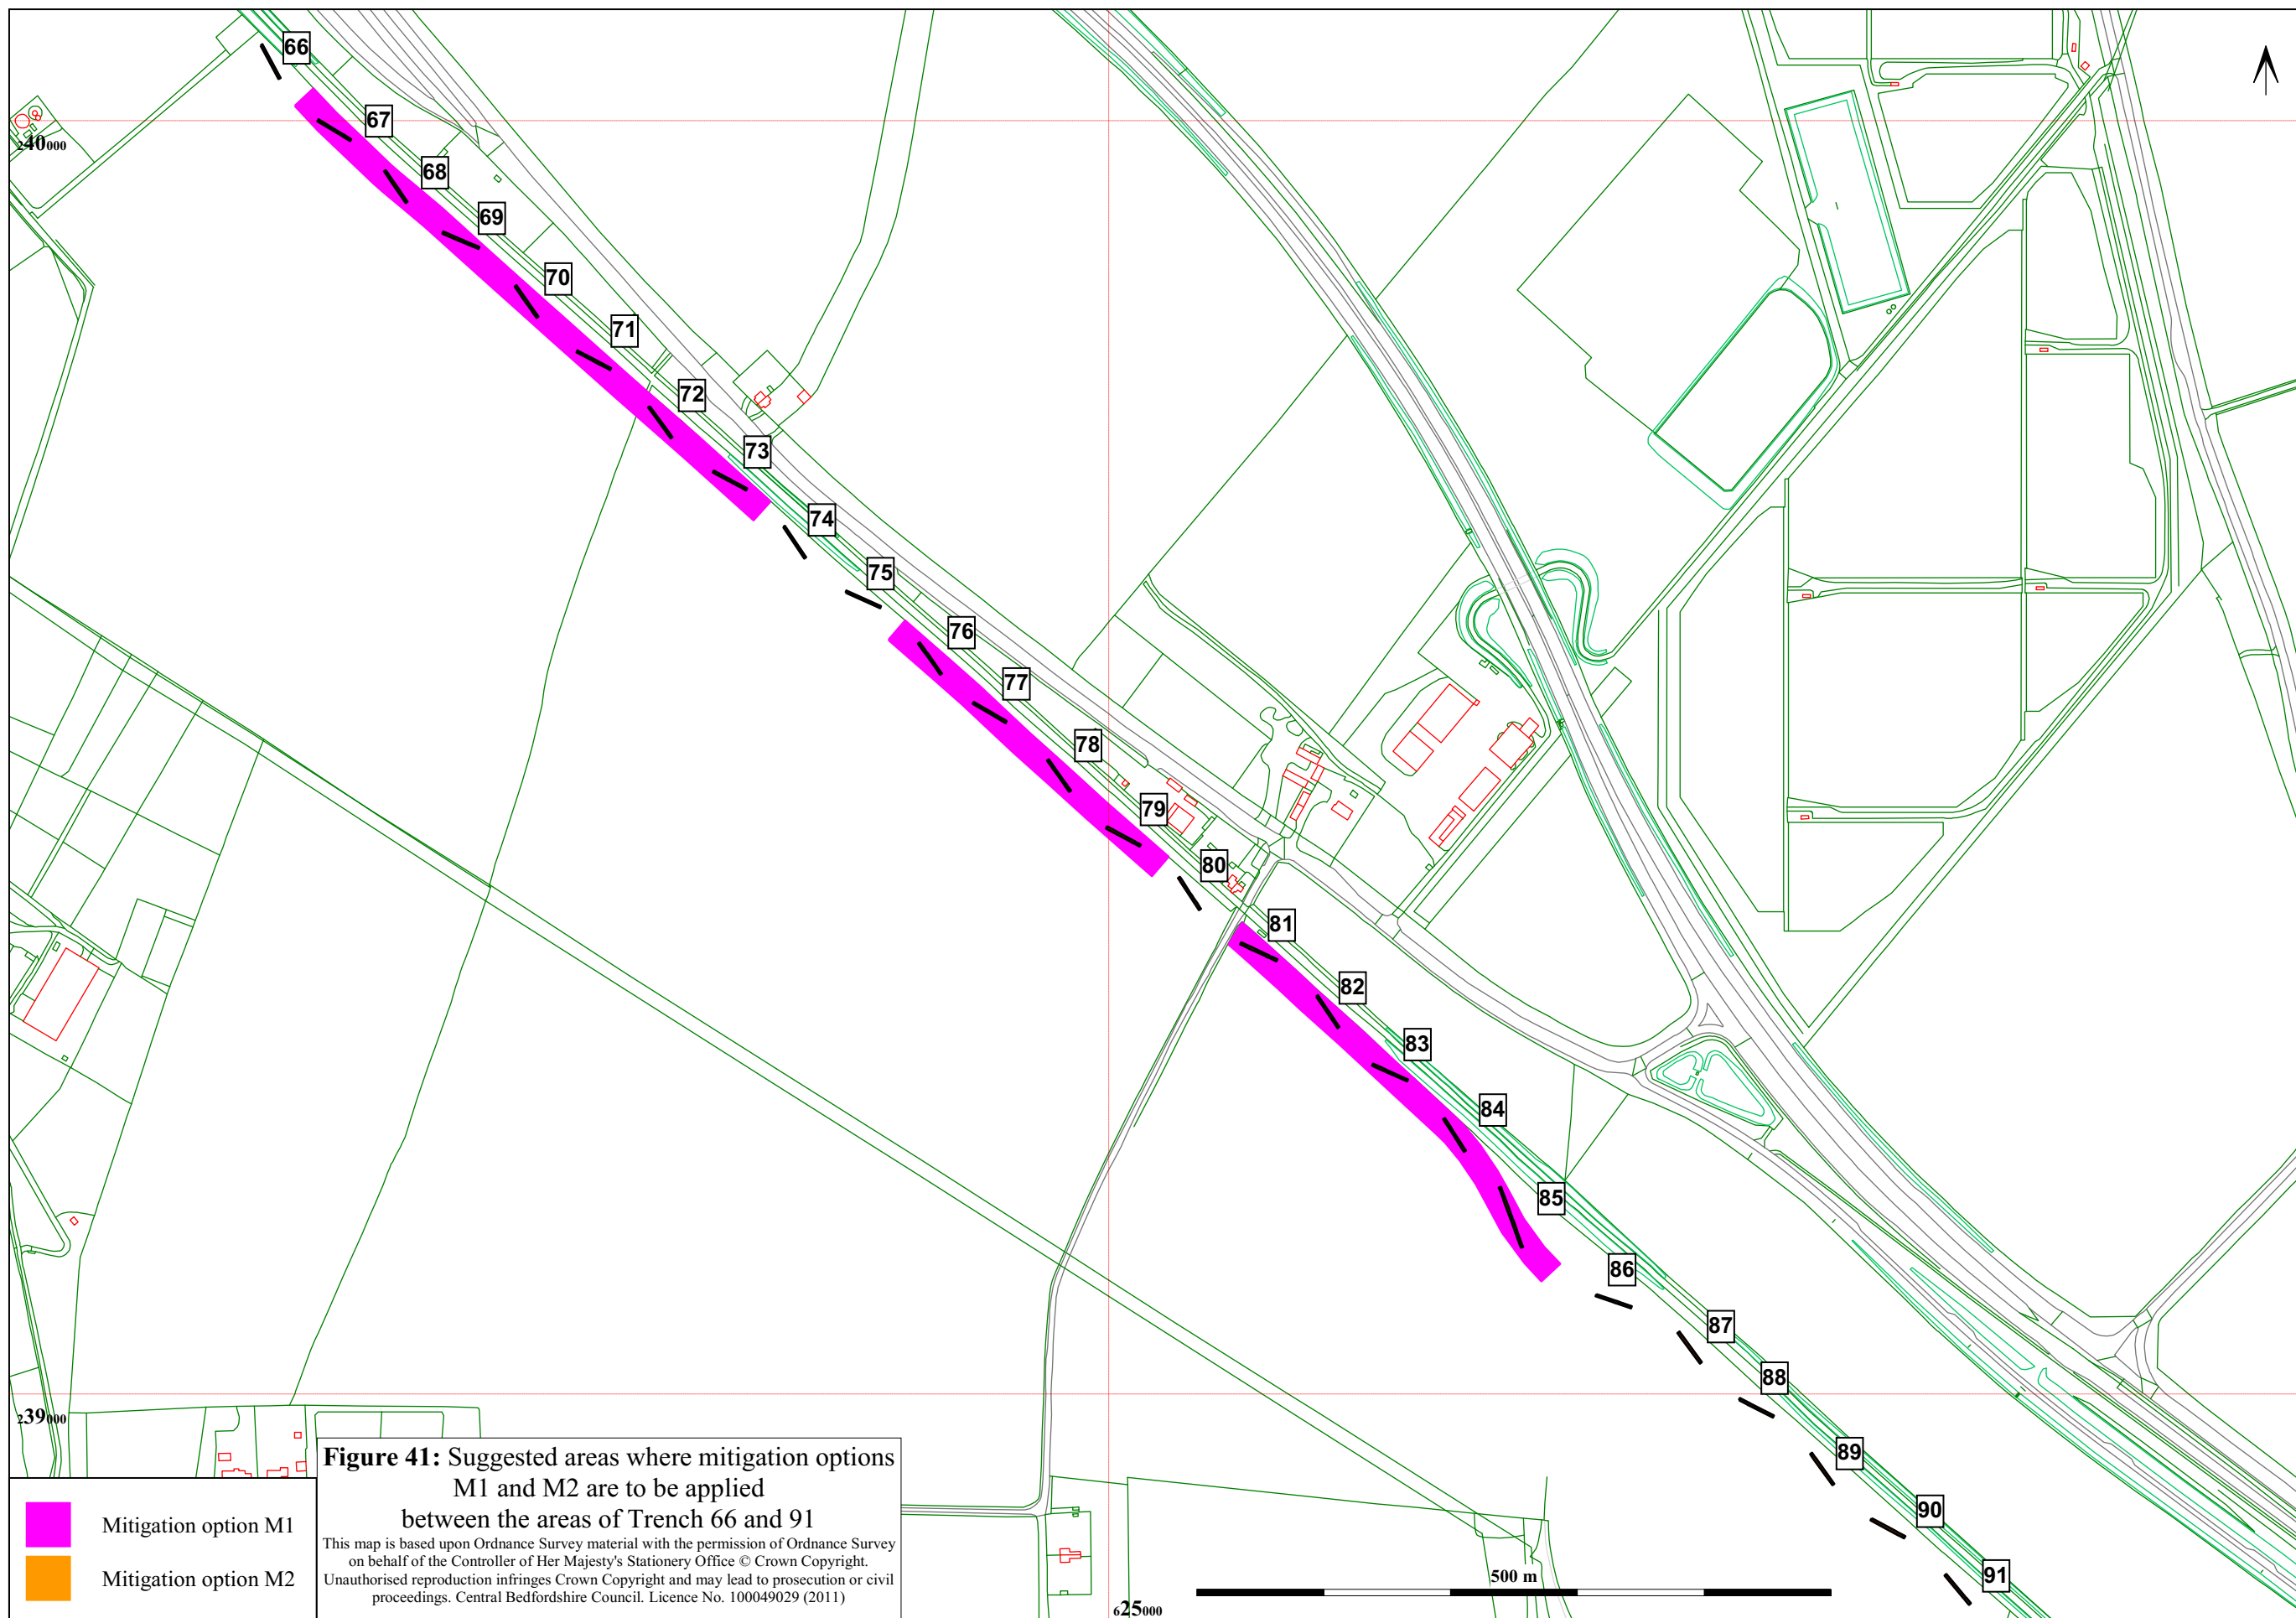 66
67
240000
68
69
70
71
72
73
74
75
76
77
78
79
80
81
82
83
84
85
86
87
88
239000
89
90
91
Figure 41: Suggested areas where mitigation options
M1 and M2 are to be applied
between the areas of Trench 66 and 91
This map is based upon Ordnance Survey material with the permission of Ordnance Survey
on behalf of the Controller of Her Majesty's Stationery Office © Crown Copyright.
Unauthorised reproduction infringes Crown Copyright and may lead to prosecution or civil
proceedings. Central Bedfordshire Council. Licence No. 100049029 (2011)
Mitigation option M1
Mitigation option M2
500 m
625000